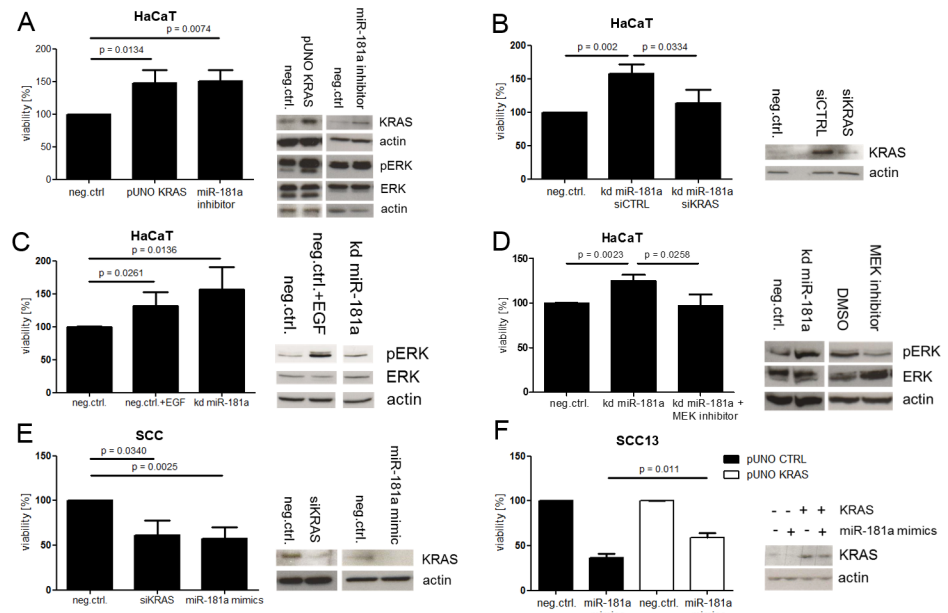 A
HaCaT
p = 0.0074
p = 0.0134
viability [%]
200
150
100
50
0
neg.ctrl
pUNO KRAS
miR-181a
inhibitor
neg.ctrl.
pUNO KRAS
neg.ctrl
miR-181a inhibitor
KRAS
actin
pERK
ERK
actin
B
HaCaT
p = 0.002
p = 0.0334
viability [%]
200
150
100
50
0
neg.ctrl.
kd miR-181a
siCTRL
kd miR-181a
siKRAS
neg.ctrl.
siCTRL
siKRAS
KRAS
actin
C
HaCaT
p = 0.0136
p = 0.0261
viability [%]
200
150
100
50
0
neg.ctrl.
neg.ctrl.+EGF
kd miR-181a
neg.ctrl.
neg.ctrl.+EGF
kd miR-181a
pERK
ERK
actin
D
HaCaT
p = 0.0023
p = 0.0258
viability [%]
150
100
50
0
neg.ctrl.
kd miR-181a
kd miR-181a +
MEK inhibitor
neg.ctrl.
kd miR-181a
DMSO
MEK inhibitor
pERK
ERK
actin
E
SCC
p = 0.0340
p = 0.0025
viability [%]
150
100
50
0
neg.ctrl.
siKRAS
miR-181a mimics
neg.ctrl.
siKRAS
neg.ctrl.
miR-181a mimic
KRAS
actin
F
SCC13
pUNO CTRL
pUNO KRAS
p = 0.011
viability [%]
150
100
50
0
neg.ctrl.
miR-181a
neg.ctrl.
miR-181a
- - + + KRAS
- + - + miR-181a mimics
KRAS
actin